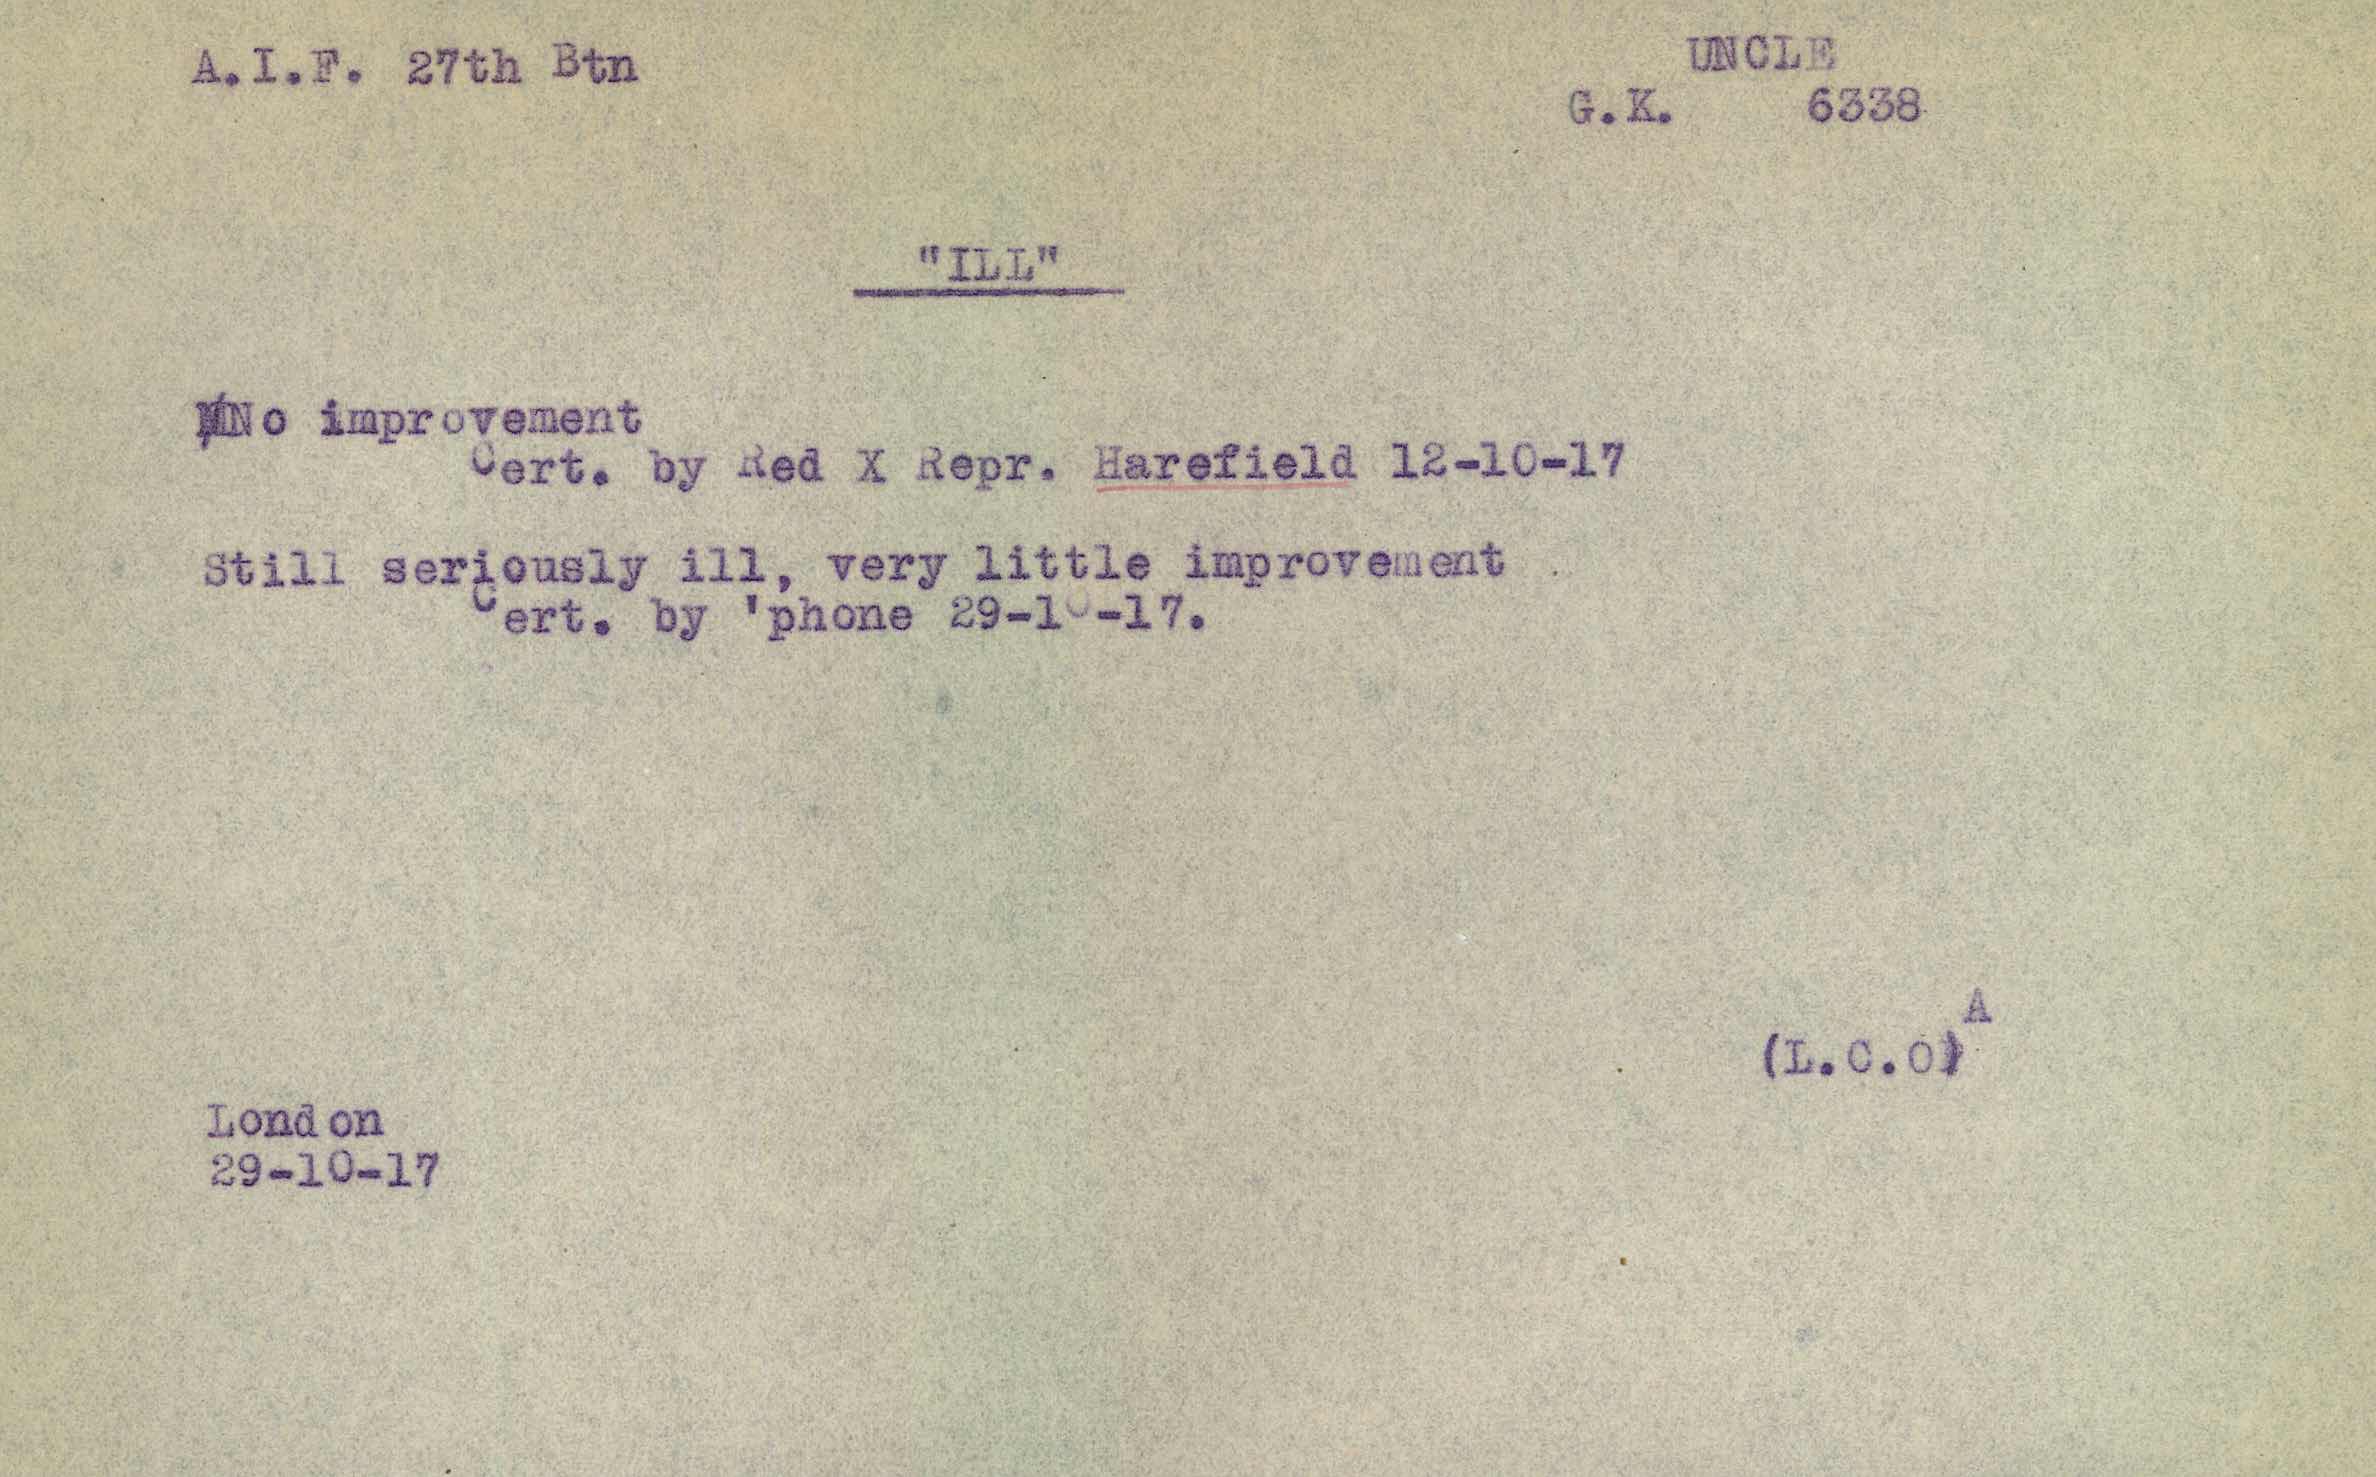 A.I.F. 27th Btn
UNCLE
G.K. 6338
"ILL"
No improvement
Cert. by Red X Repr. Harefield 12-10-17
Still seriously ill, very little improvement
Cert. by 'phone 29-10-17.
A
(L.C.O)
London
29-10-17